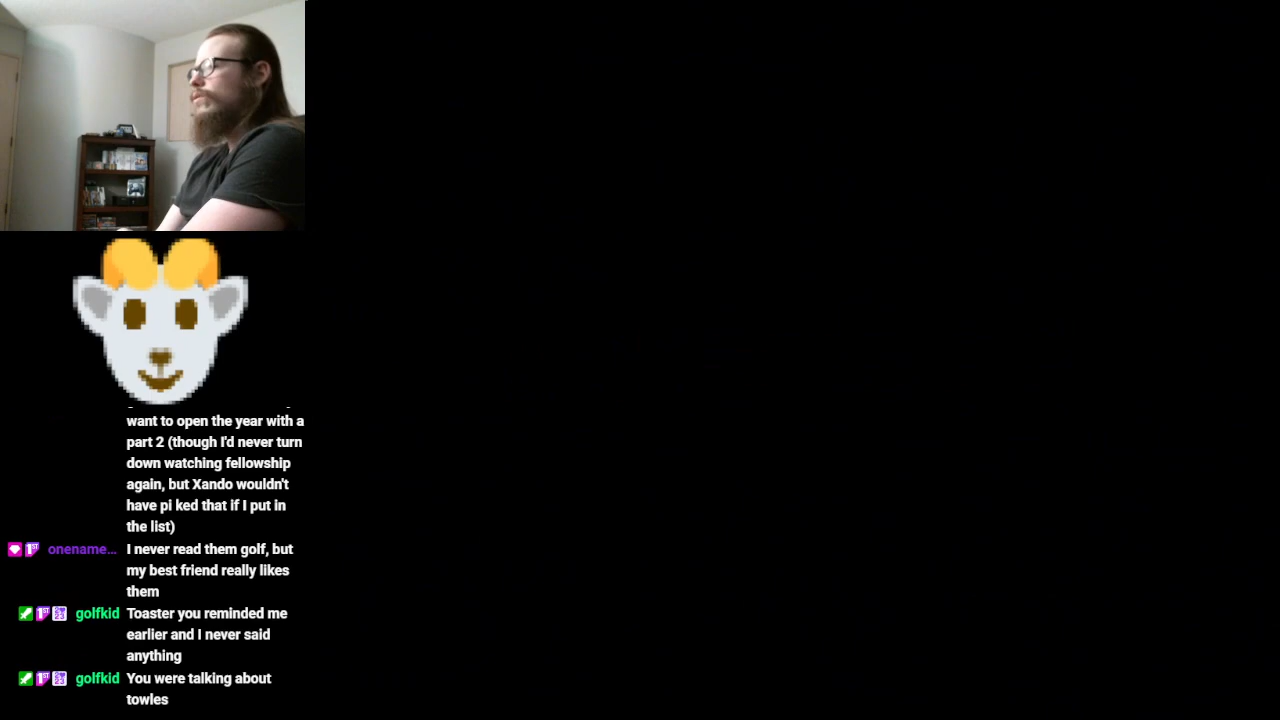 want to open the year with a
part 2 (though I'd never turn
down watching fellowship
again, but Xando wouldn't
have pi ked that if I put in
the list)
onename... I never read them golf, but
my best friend really likes
them
golfkid Toaster you reminded me
earlier and I never said
anything
golfkid You were talking about
towles